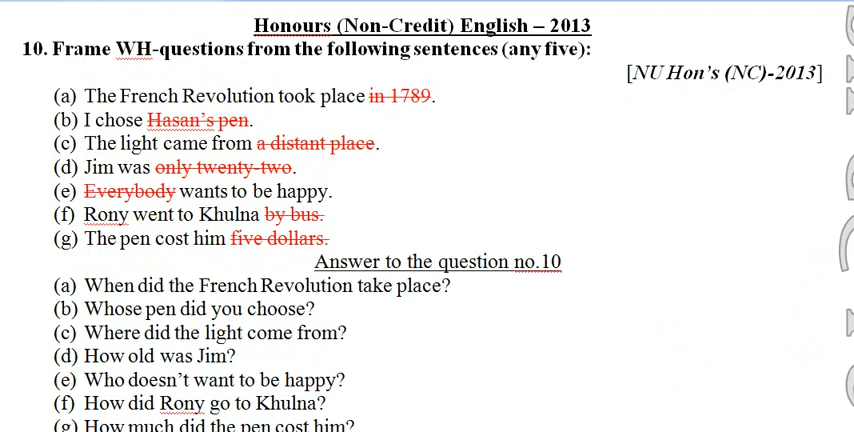 Honours (Non-Credit) English – 2013
10. Frame WH-questions from the following sentences (any five):
[NU Hon's (NC)-2013]
(a) The French Revolution took place in 1789.
(b) I chose Hasan's pen.
(c) The light came from a distant place.
(d) Jim was only twenty-two.
(e) Everybody wants to be happy.
(f) Rony went to Khulna by bus.
(g) The pen cost him five dollars.
Answer to the question no.10
(a) When did the French Revolution take place?
(b) Whose pen did you choose?
(c) Where did the light come from?
(d) How old was Jim?
(e) Who doesn't want to be happy?
(f) How did Rony go to Khulna?
(g) How much did the pen cost him?